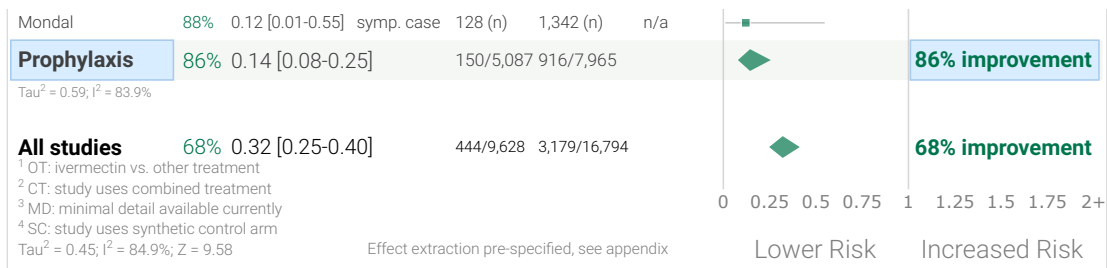 Mondal 88% 0.12 [0.01-0.55] symp. case 128 (n) 1,342 (n) n/a
Prophylaxis 86% 0.14 [0.08-0.25] 150/5,087 916/7,965 86% improvement
Tau² = 0.59; I² = 83.9%
All studies 68% 0.32 [0.25-0.40] 444/9,628 3,179/16,794 68% improvement
¹ OT: ivermectin vs. other treatment
² CT: study uses combined treatment
³ MD: minimal detail available currently
⁴ SC: study uses synthetic control arm
0 0.25 0.5 0.75 1 1.25 1.5 1.75 2+
Tau² = 0.45; I² = 84.9%; Z = 9.58 Effect extraction pre-specified, see appendix Lower Risk Increased Risk